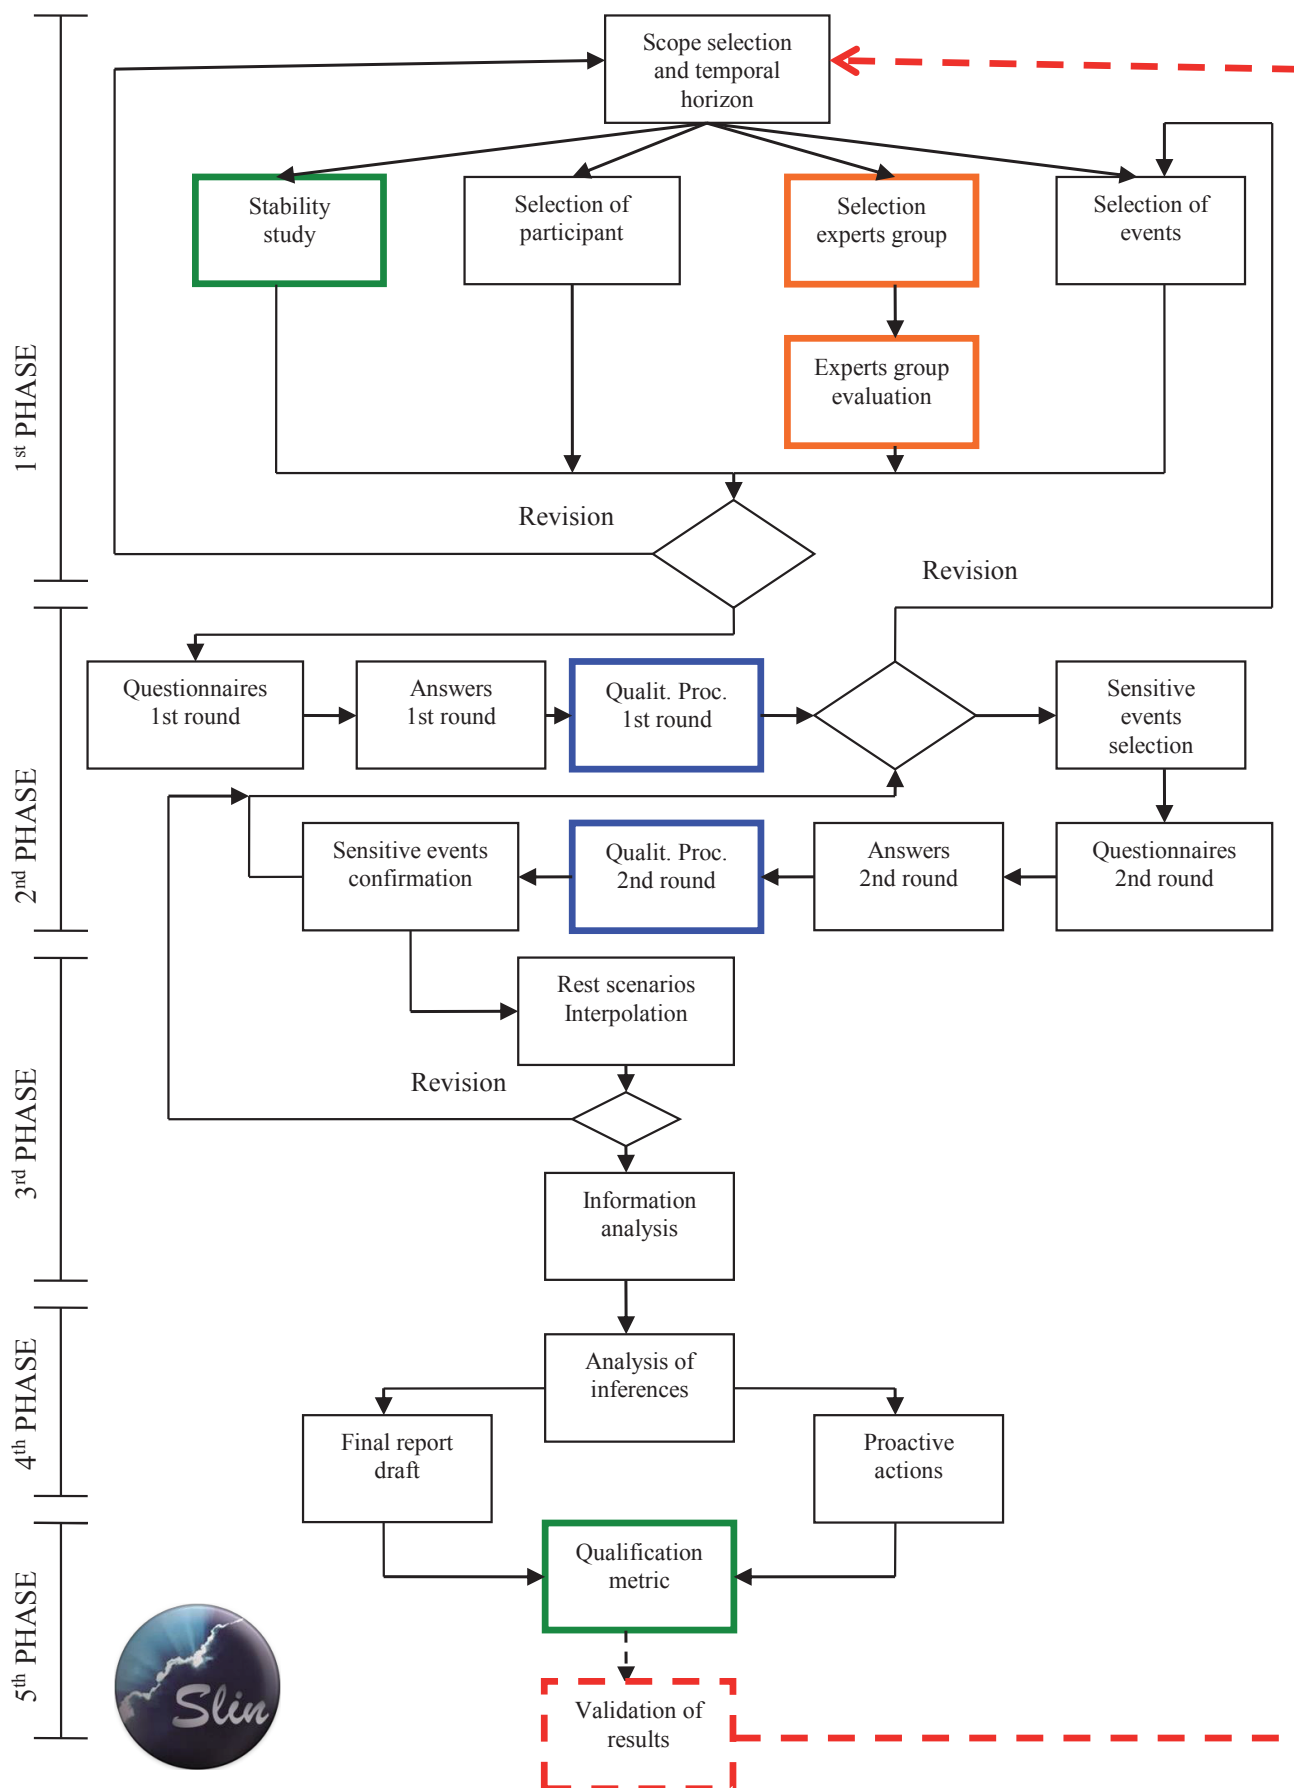 Scope selection
and temporal
horizon
Stability
study
Selection of
participant
Selection
experts group
Selection of
events
Experts group
evaluation
1st PHASE
Revision
Revision
Questionnaires
1st round
Answers
1st round
Qualit. Proc.
1st round
Sensitive
events
selection
2nd PHASE
Sensitive events
confirmation
Qualit. Proc.
2nd round
Answers
2nd round
Questionnaires
2nd round
Rest scenarios
Interpolation
Revision
3rd PHASE
Information
analysis
Analysis of
inferences
4th PHASE
Final report
draft
Proactive
actions
Qualification
metric
5th PHASE
Slin
Validation of
results